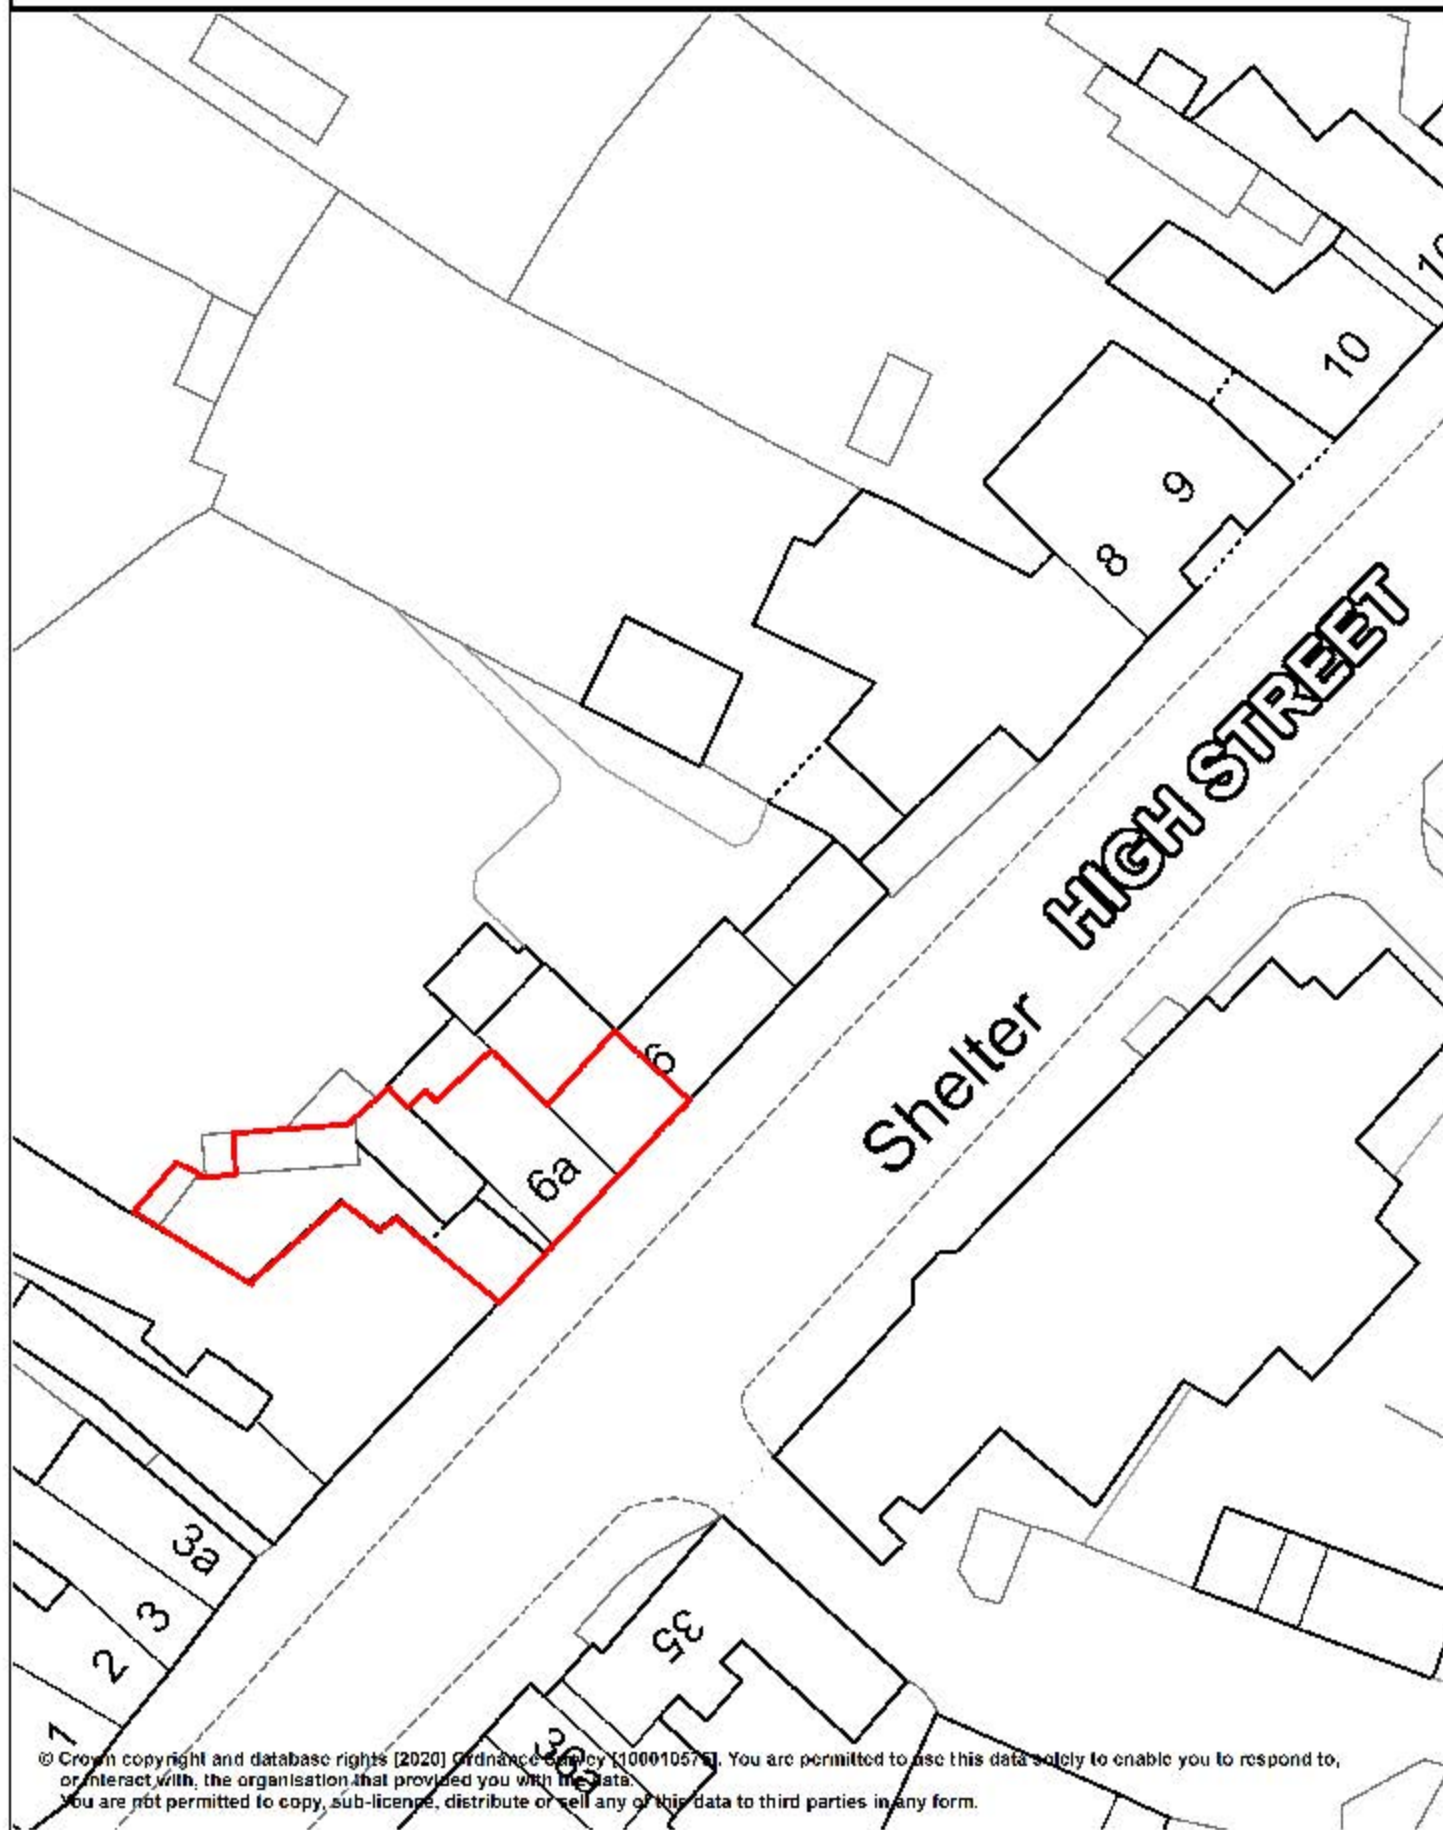 10
9
8
HIGH STREET
Shelter
6
6a
3a
3
2
1
35
36a
© Crown copyright and database rights [2020] Ordnance Survey [100010575]. You are permitted to use this data solely to enable you to respond to,
or interact with, the organisation that provided you with the data.
You are not permitted to copy, sub-licence, distribute or sell any of this data to third parties in any form.